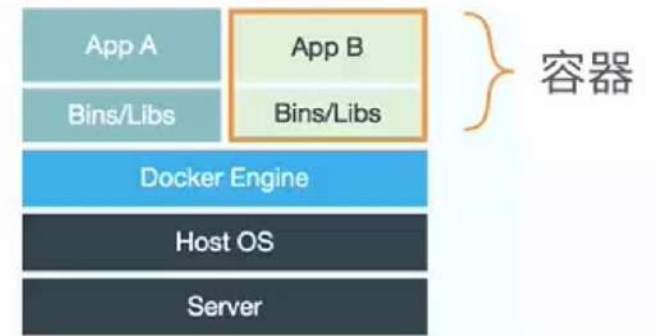 App A
App B
容器
Bins/Libs
Bins/Libs
Docker Engine
Host OS
Server